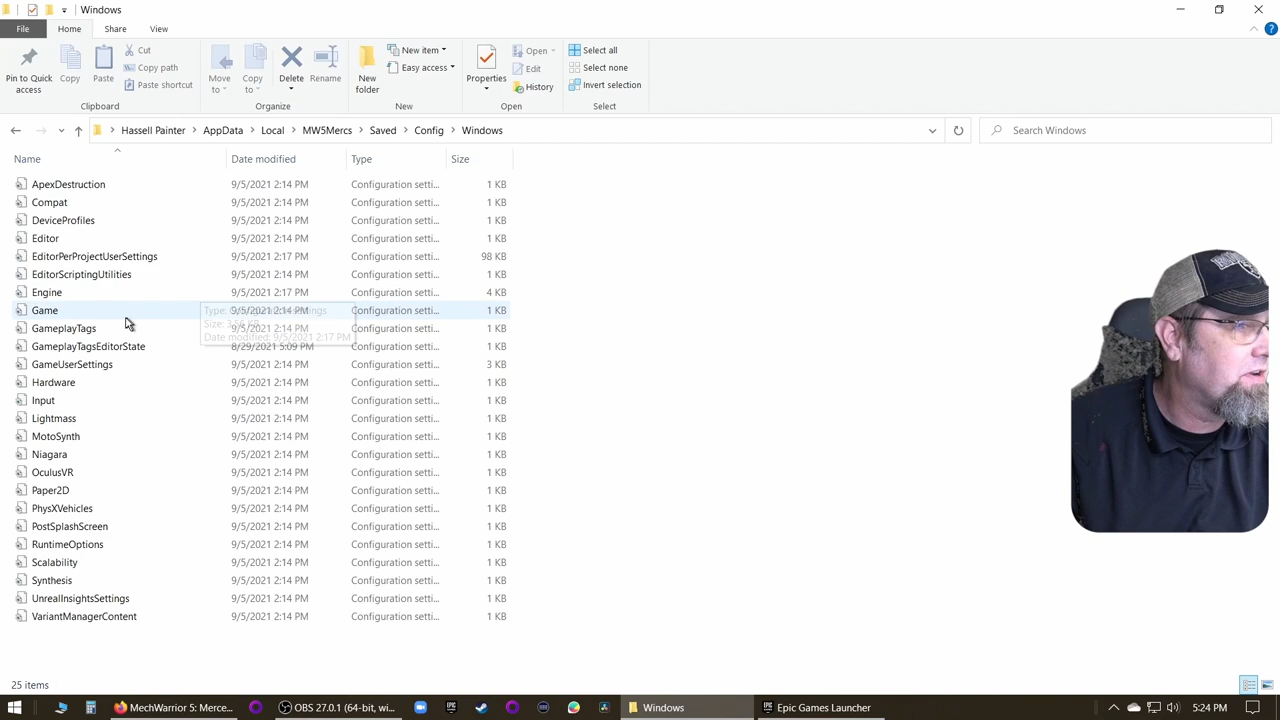 Windows
File Home Share View
Pin to Quick access
Copy
Paste
Cut
Copy path
Paste shortcut
Clipboard
Move to
Copy to
Delete
Rename
Organize
New folder
New item
Easy access
New
Properties
Open
Edit
History
Open
Select all
Select none
Invert selection
Select
Hassell Painter > AppData > Local > MW5Mercs > Saved > Config > Windows
Search Windows
Name Date modified Type Size
ApexDestruction 9/5/2021 2:14 PM Configuration setti... 1 KB
Compat 9/5/2021 2:14 PM Configuration setti... 1 KB
DeviceProfiles 9/5/2021 2:14 PM Configuration setti... 1 KB
Editor 9/5/2021 2:14 PM Configuration setti... 1 KB
EditorPerProjectUserSettings 9/5/2021 2:17 PM Configuration setti... 98 KB
EditorScriptingUtilities 9/5/2021 2:14 PM Configuration setti... 1 KB
Engine 9/5/2021 2:17 PM Configuration setti... 4 KB
Game 9/5/2021 2:14 PM Configuration setti... 1 KB
GameplayTags 9/5/2021 2:14 PM Configuration setti... 1 KB
Date modified: 9/5/2021 2:17 PM
GameplayTagsEditorState 8/29/2021 5:09 PM Configuration setti... 1 KB
GameUserSettings 9/5/2021 2:14 PM Configuration setti... 3 KB
Hardware 9/5/2021 2:14 PM Configuration setti... 1 KB
Input 9/5/2021 2:14 PM Configuration setti... 1 KB
Lightmass 9/5/2021 2:14 PM Configuration setti... 1 KB
MotoSynth 9/5/2021 2:14 PM Configuration setti... 1 KB
Niagara 9/5/2021 2:14 PM Configuration setti... 1 KB
OculusVR 9/5/2021 2:14 PM Configuration setti... 1 KB
Paper2D 9/5/2021 2:14 PM Configuration setti... 1 KB
PhysXVehicles 9/5/2021 2:14 PM Configuration setti... 1 KB
PostSplashScreen 9/5/2021 2:14 PM Configuration setti... 1 KB
RuntimeOptions 9/5/2021 2:14 PM Configuration setti... 1 KB
Scalability 9/5/2021 2:14 PM Configuration setti... 1 KB
Synthesis 9/5/2021 2:14 PM Configuration setti... 1 KB
UnrealInsightsSettings 9/5/2021 2:14 PM Configuration setti... 1 KB
VariantManagerContent 9/5/2021 2:14 PM Configuration setti... 1 KB
25 items
MechWarrior 5: Merce... OBS 27.0.1 (64-bit, wi... Windows Epic Games Launcher 5:24 PM